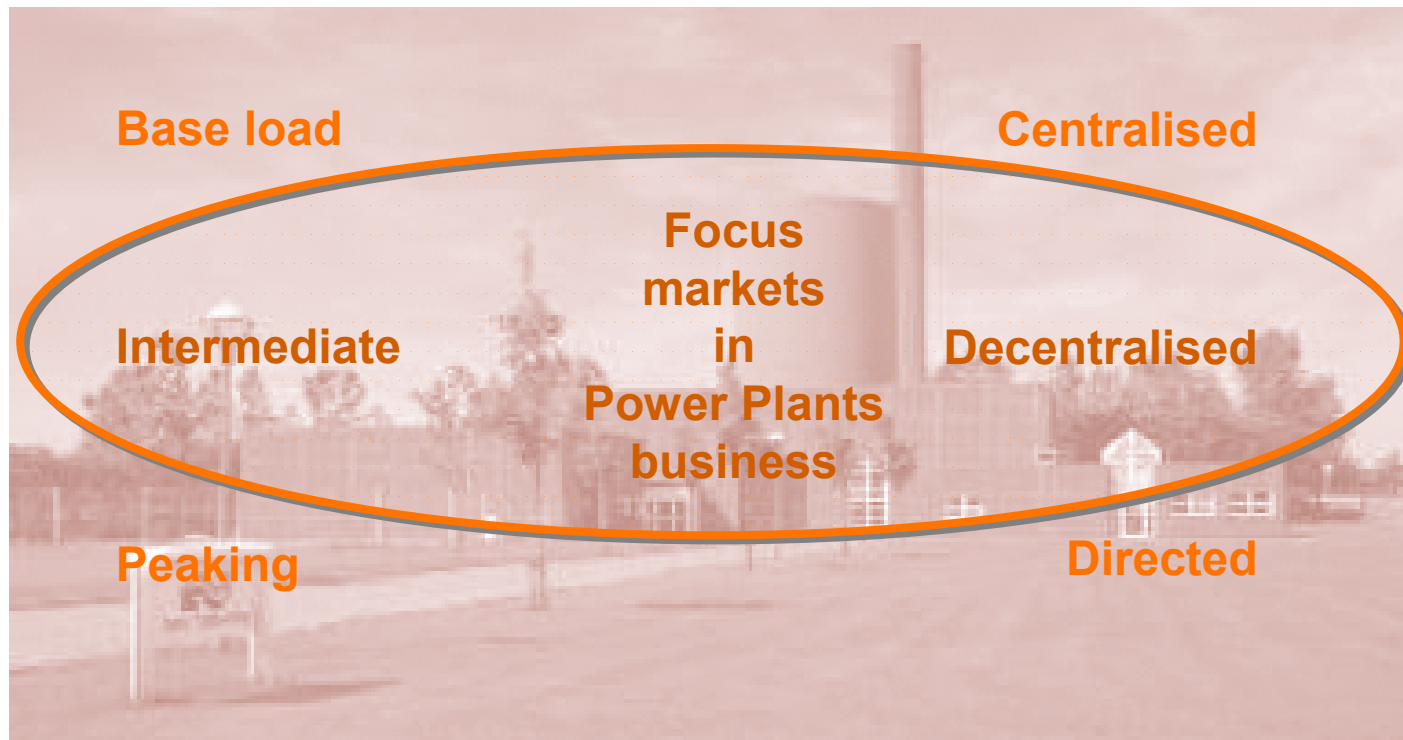 Base load
Centralised
Focus
markets
in
Intermediate
Decentralised
Power Plants
business
Peaking
Directed